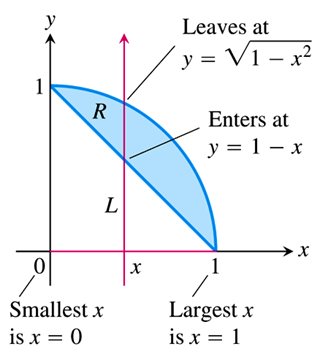 y
Leaves at
y = √1 − x²
1
R
Enters at
y = 1 − x
L
x
0
x
1
Smallest x
is x = 0
Largest x
is x = 1